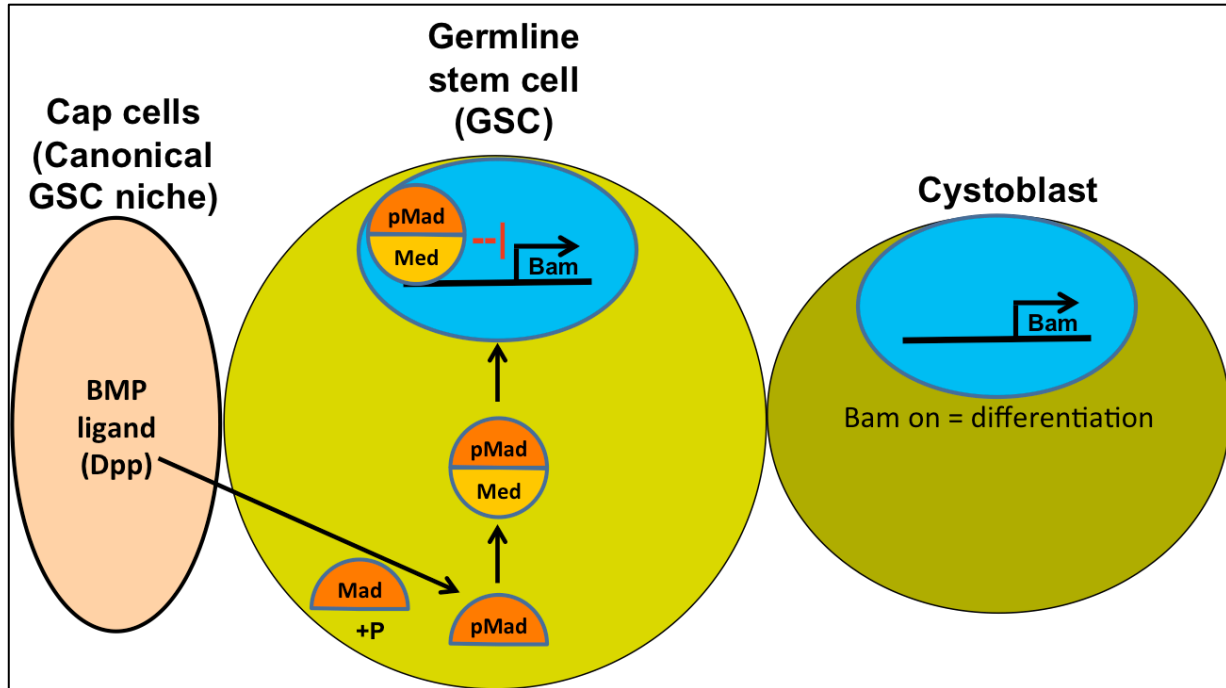 Cap cells
(Canonical
GSC niche)
BMP
ligand
(Dpp)
Germline
stem cell
(GSC)
pMad
Med
Bam
pMad
Med
Mad
+P
pMad
Cystoblast
Bam
Bam on = differentiation